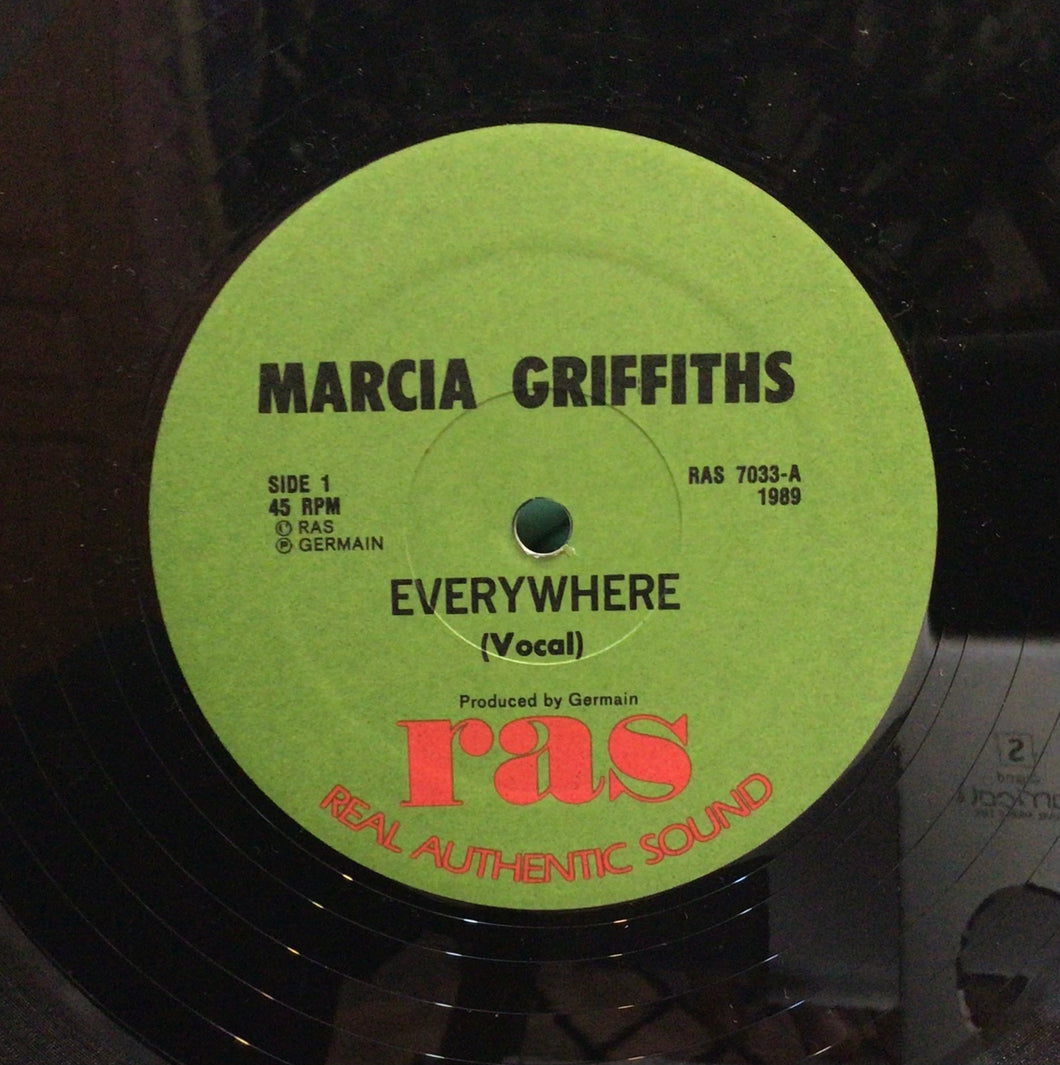 MARCIA GRIFFITHS
SIDE 1
45 RPM
© RAS
℗ GERMAIN
RAS 7033-A
1989
EVERYWHERE
(Vocal)
Produced by Germain
ras
REAL AUTHENTIC SOUND
S